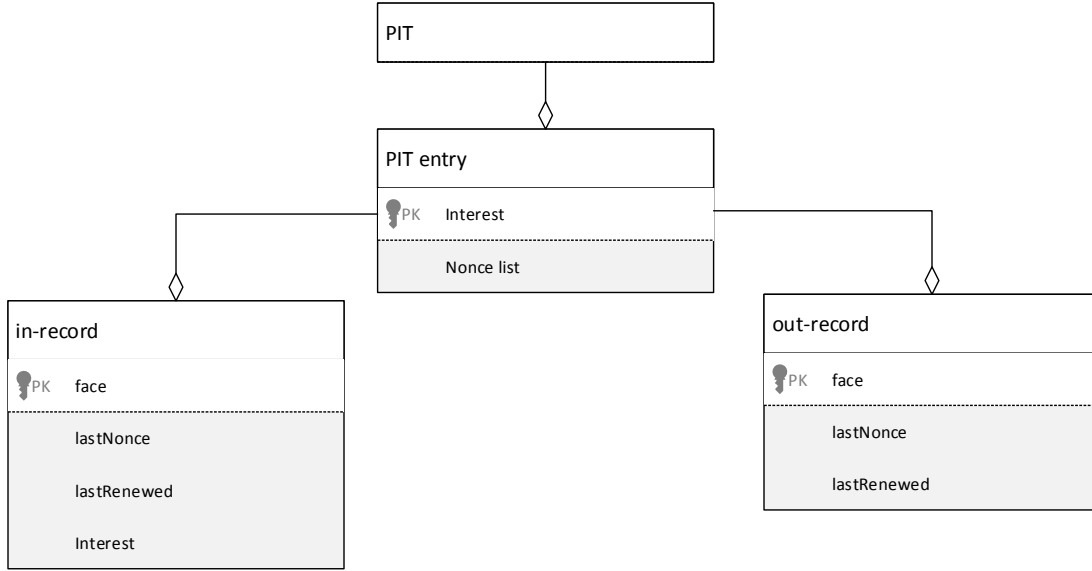 PIT
PIT entry
PK Interest
Nonce list
in-record
PK face
lastNonce
lastRenewed
Interest
out-record
PK face
lastNonce
lastRenewed